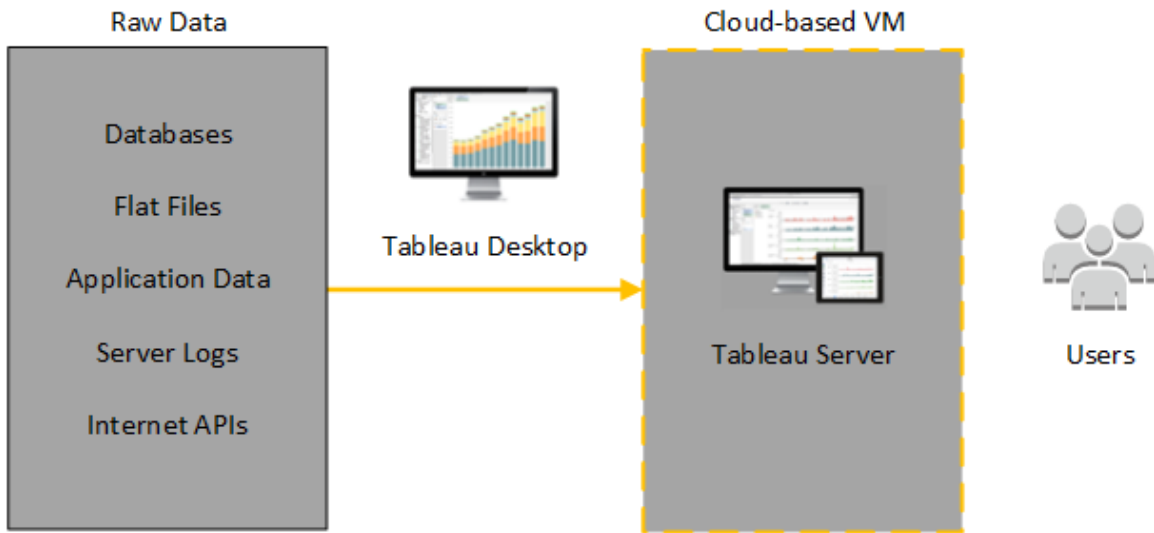 Raw Data
Databases
Flat Files
Application Data
Server Logs
Internet APIs
Tableau Desktop
Cloud-based VM
Tableau Server
Users